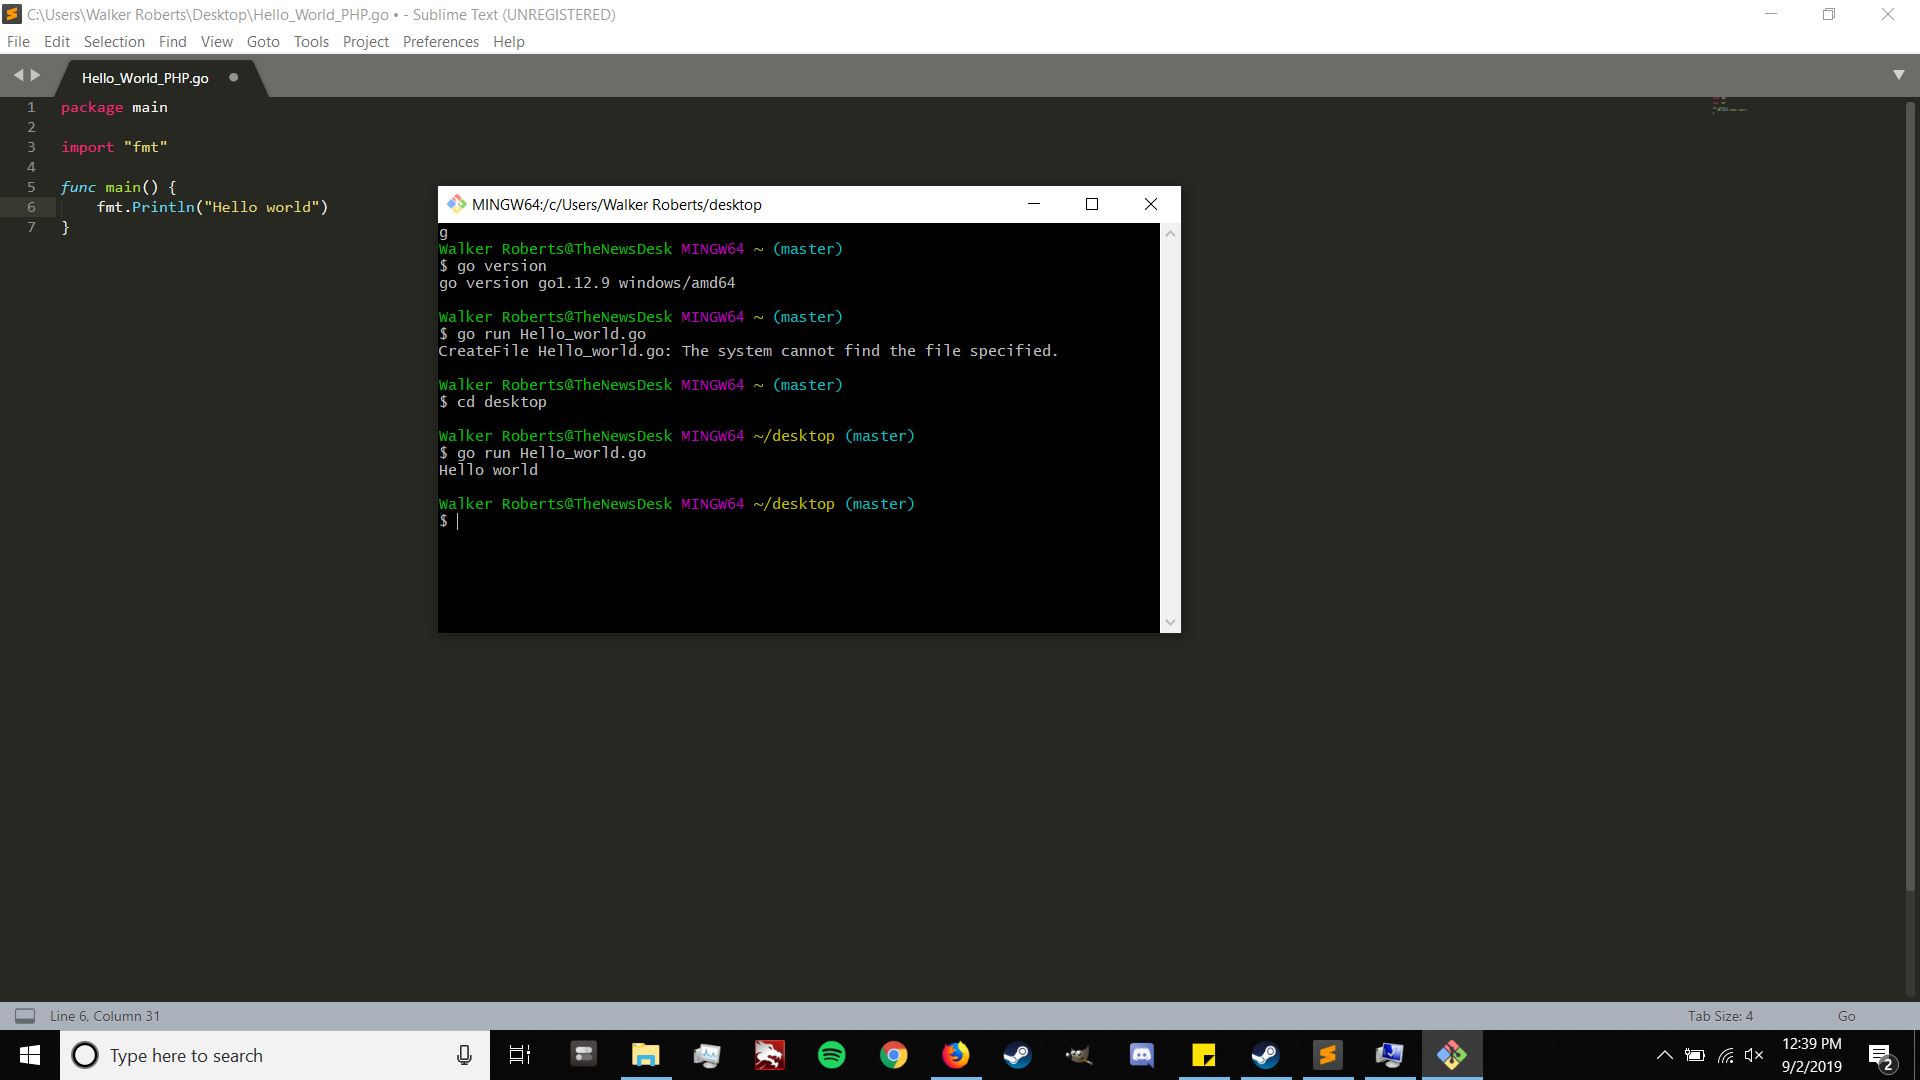 C:\Users\Walker Roberts\Desktop\Hello_World_PHP.go • - Sublime Text (UNREGISTERED)
File Edit Selection Find View Goto Tools Project Preferences Help
Hello_World_PHP.go
1 package main
2
3 import "fmt"
4
5 func main() {
6 fmt.Println("Hello world")
7 }
MINGW64:/c/Users/Walker Roberts/desktop
g
Walker Roberts@TheNewsDesk MINGW64 ~ (master)
$ go version
go version go1.12.9 windows/amd64
Walker Roberts@TheNewsDesk MINGW64 ~ (master)
$ go run Hello_world.go
CreateFile Hello_world.go: The system cannot find the file specified.
Walker Roberts@TheNewsDesk MINGW64 ~ (master)
$ cd desktop
Walker Roberts@TheNewsDesk MINGW64 ~/desktop (master)
$ go run Hello_world.go
Hello world
Walker Roberts@TheNewsDesk MINGW64 ~/desktop (master)
$
Line 6, Column 31
Tab Size: 4
Go
Type here to search
12:39 PM
9/2/2019
2